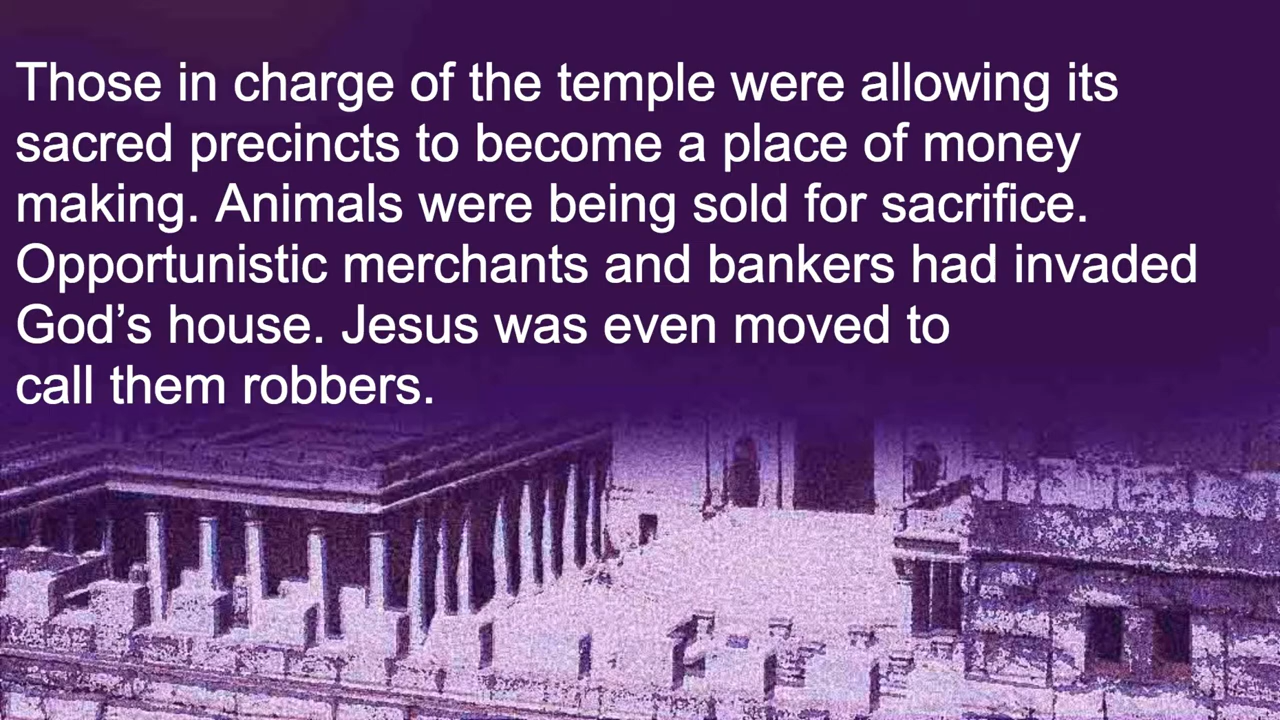 Those in charge of the temple were allowing its
sacred precincts to become a place of money
making. Animals were being sold for sacrifice.
Opportunistic merchants and bankers had invaded
God’s house. Jesus was even moved to
call them robbers.